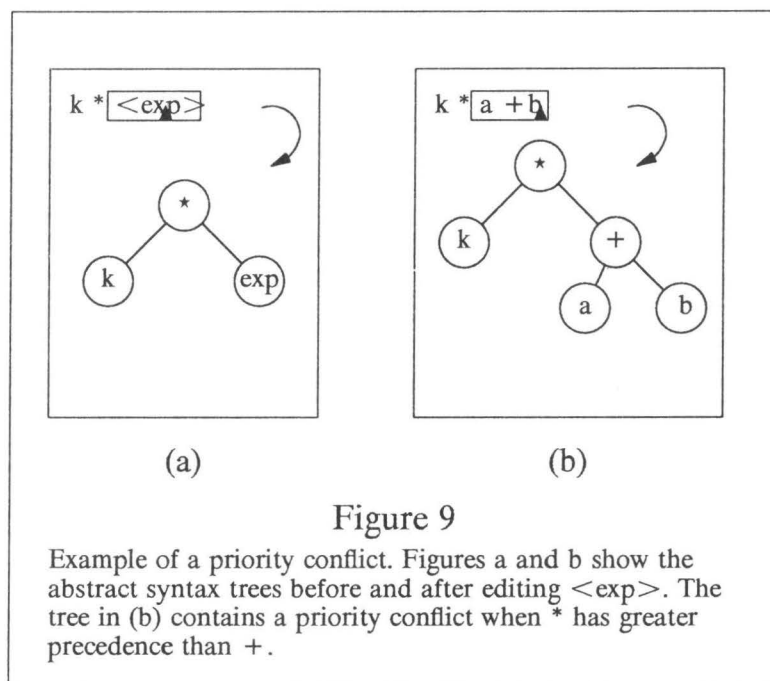 k * <exp>
*
k
exp
(a)
k * a + b
*
k
+
a
b
(b)
Figure 9
Example of a priority conflict. Figures a and b show the
abstract syntax trees before and after editing <exp>. The
tree in (b) contains a priority conflict when * has greater
precedence than +.